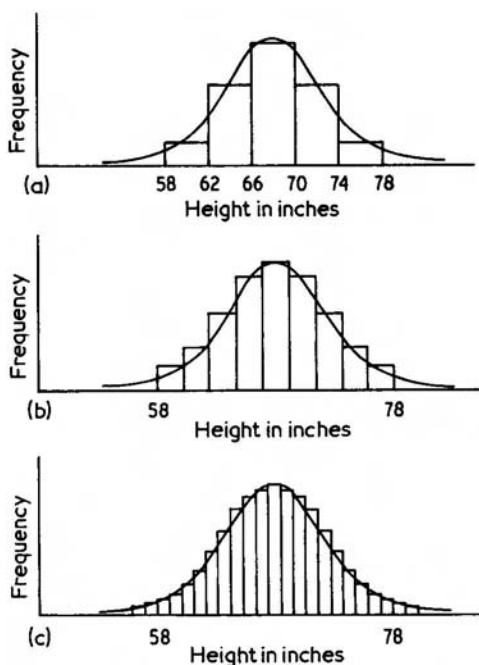 Frequency
(a)
58 62 66 70 74 78
Height in inches
Frequency
(b)
58 78
Height in inches
Frequency
(c)
58 78
Height in inches